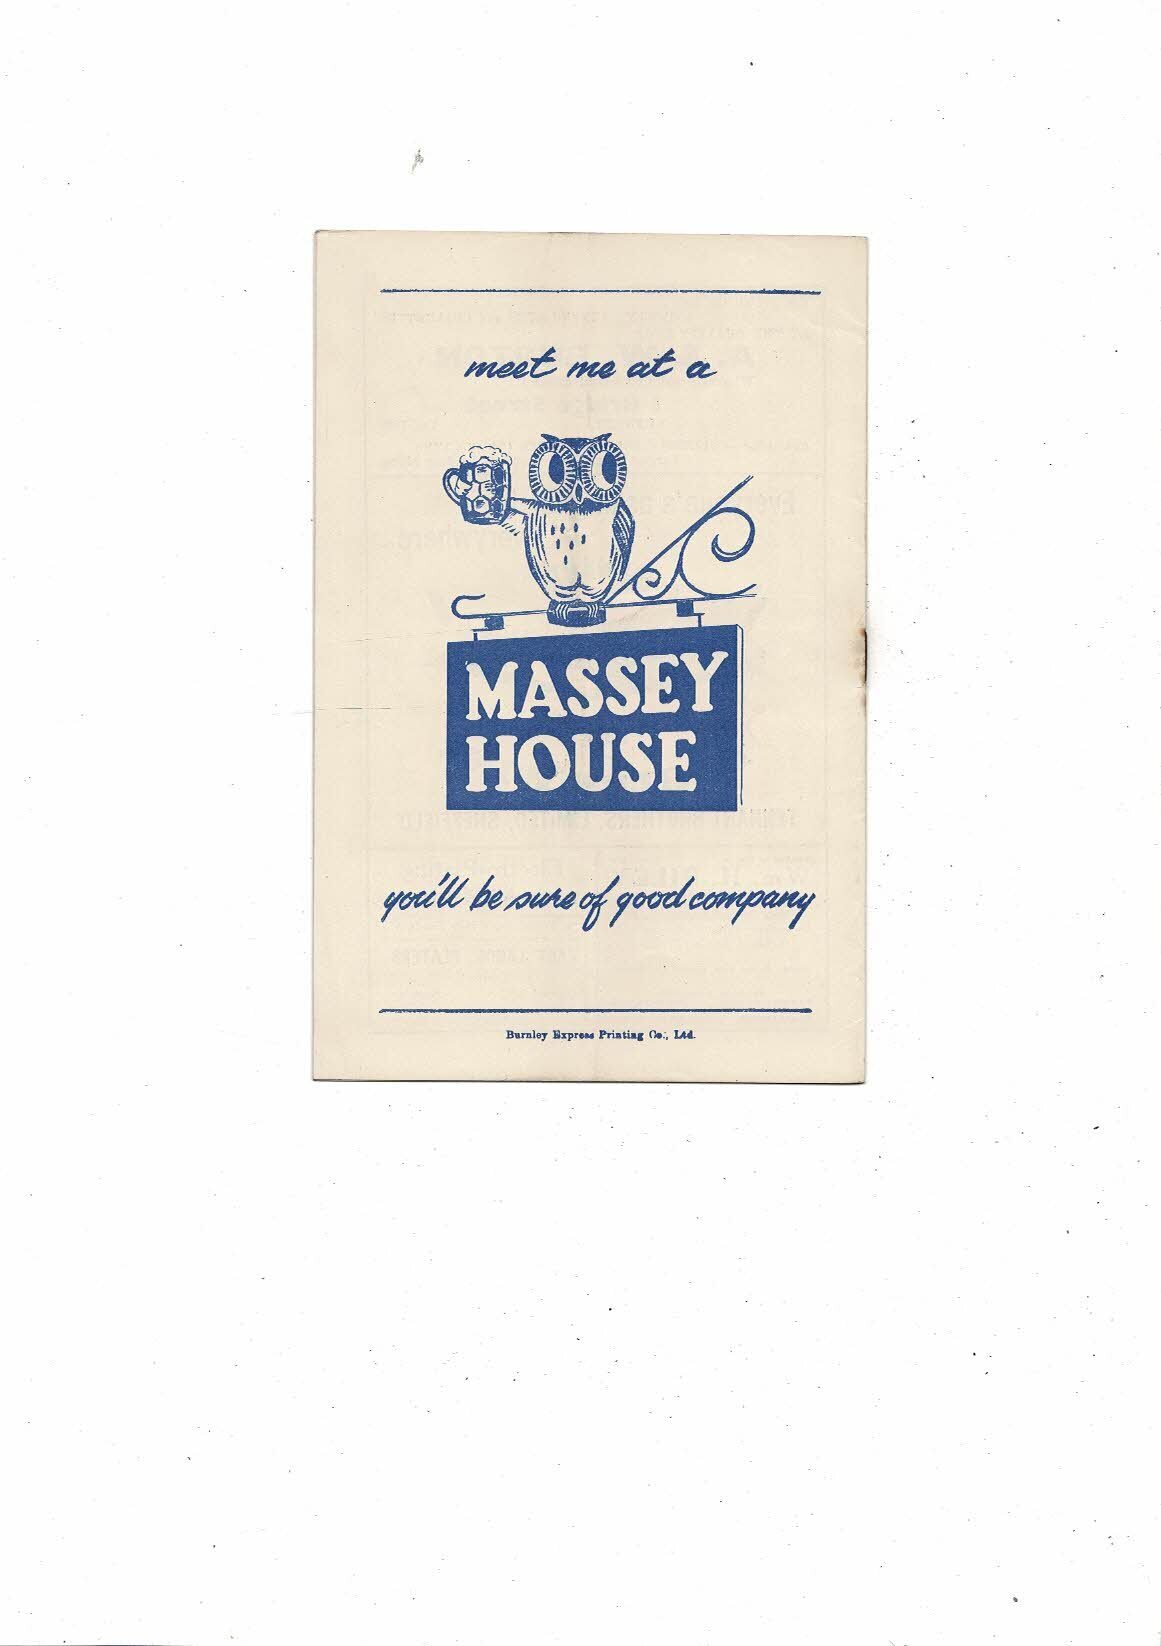 meet me at a
MASSEY
HOUSE
you'll be sure of good company
Burnley Express Printing Co., Ltd.